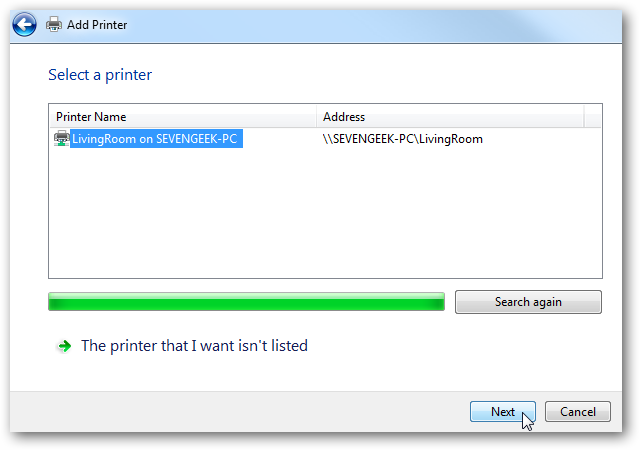 Add Printer
Select a printer
Printer Name Address
LivingRoom on SEVENGEEK-PC \\SEVENGEEK-PC\LivingRoom
Search again
The printer that I want isn't listed
Next Cancel